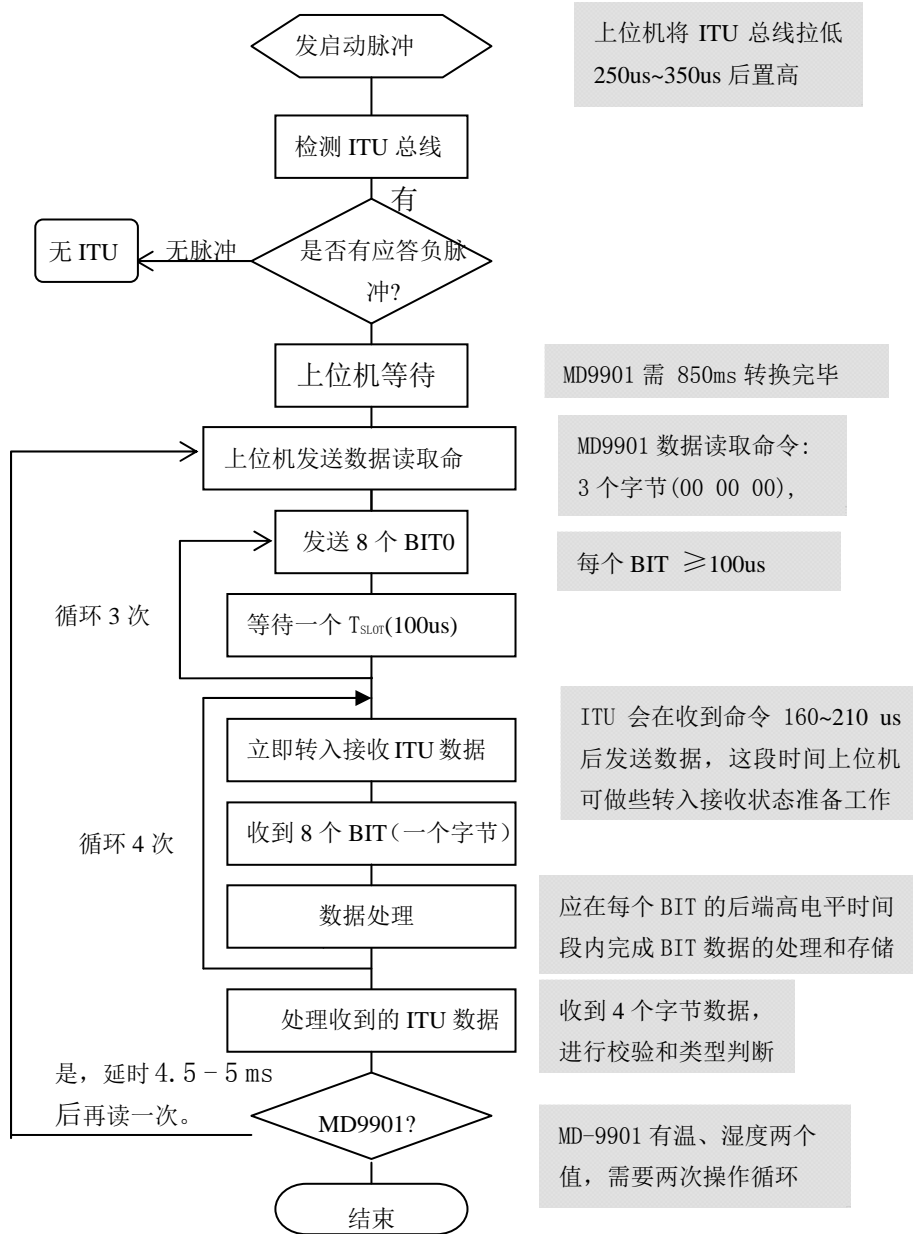 发启动脉冲
上位机将 ITU 总线拉低
250us~350us 后置高
检测 ITU 总线
有
无 ITU
无脉冲
是否有应答负脉
冲?
上位机等待
MD9901 需 850ms 转换完毕
上位机发送数据读取命
MD9901 数据读取命令:
3 个字节(00 00 00),
发送 8 个 BIT0
每个 BIT ≥100us
循环 3 次
等待一个 TSLOT(100us)
立即转入接收 ITU 数据
ITU 会在收到命令 160~210 us
后发送数据，这段时间上位机
可做些转入接收状态准备工作
收到 8 个 BIT（一个字节）
循环 4 次
数据处理
应在每个 BIT 的后端高电平时间
段内完成 BIT 数据的处理和存储
处理收到的 ITU 数据
收到 4 个字节数据，
进行校验和类型判断
是，延时 4.5－5 ms
后再读一次。
MD9901?
MD-9901 有温、湿度两个
值，需要两次操作循环
结束